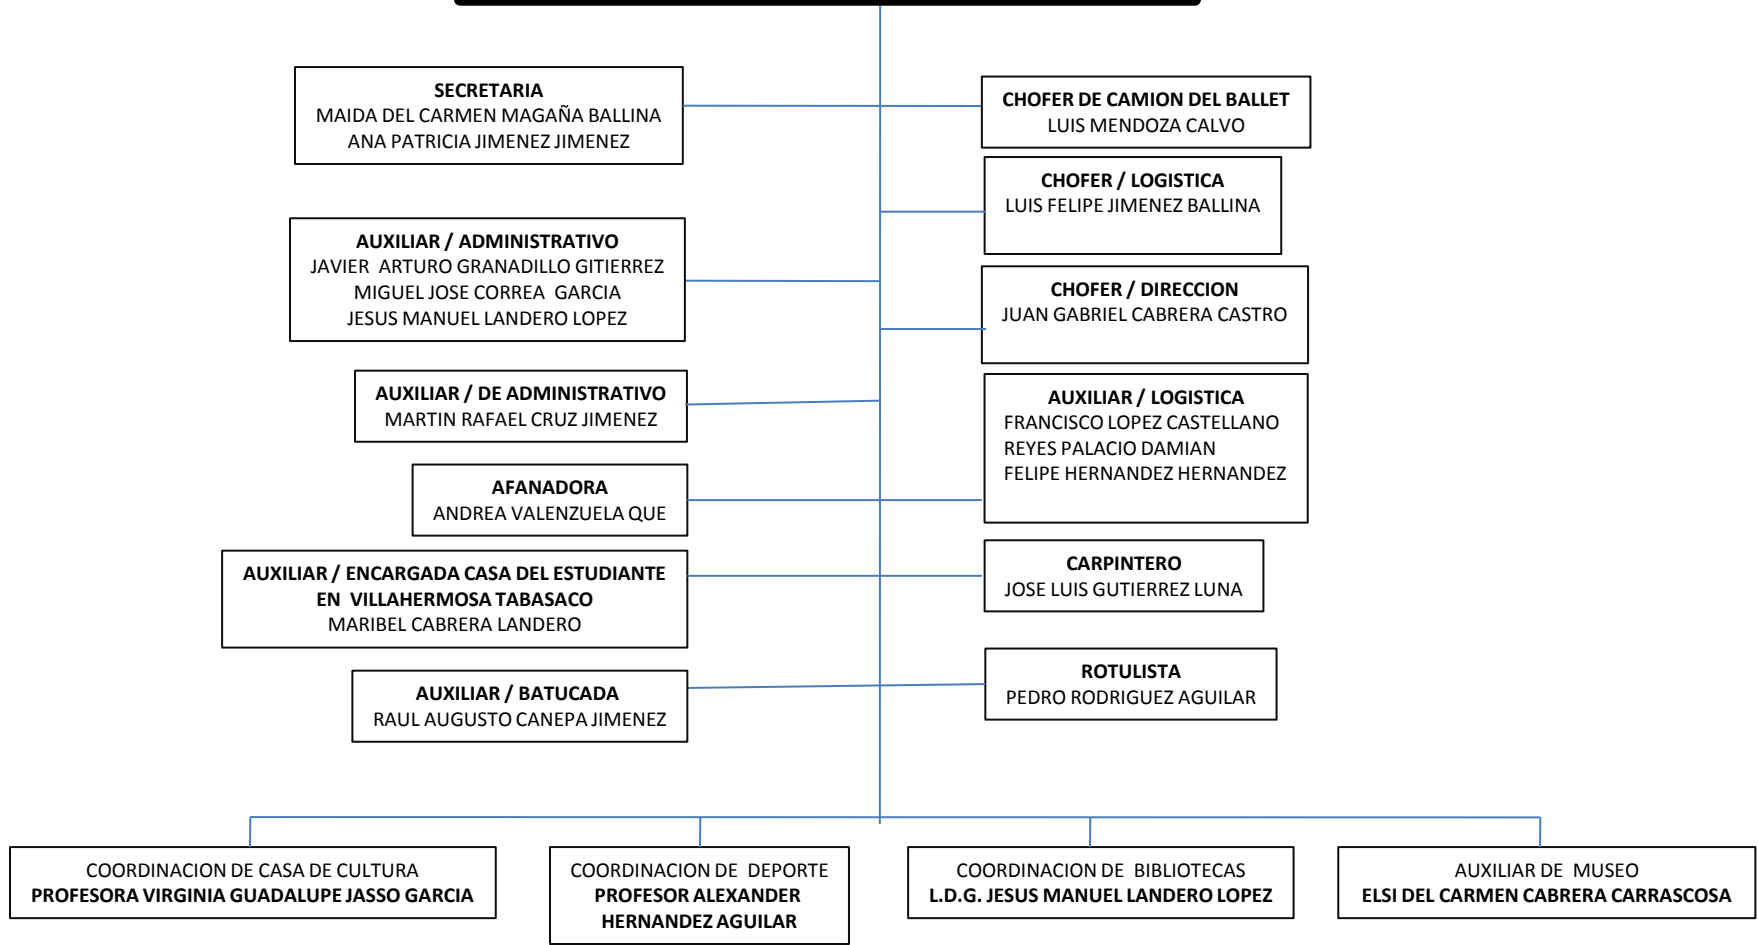 SECRETARIA
MAIDA DEL CARMEN MAGAÑA BALLINA
ANA PATRICIA JIMENEZ JIMENEZ
CHOFER DE CAMION DEL BALLET
LUIS MENDOZA CALVO
CHOFER / LOGISTICA
LUIS FELIPE JIMENEZ BALLINA
AUXILIAR / ADMINISTRATIVO
JAVIER ARTURO GRANADILLO GITIERREZ
MIGUEL JOSE CORREA GARCIA
JESUS MANUEL LANDERO LOPEZ
CHOFER / DIRECCION
JUAN GABRIEL CABRERA CASTRO
AUXILIAR / DE ADMINISTRATIVO
MARTIN RAFAEL CRUZ JIMENEZ
AUXILIAR / LOGISTICA
FRANCISCO LOPEZ CASTELLANO
REYES PALACIO DAMIAN
FELIPE HERNANDEZ HERNANDEZ
AFANADORA
ANDREA VALENZUELA QUE
AUXILIAR / ENCARGADA CASA DEL ESTUDIANTE
EN VILLAHERMOSA TABASACO
MARIBEL CABRERA LANDERO
CARPINTERO
JOSE LUIS GUTIERREZ LUNA
AUXILIAR / BATUCADA
RAUL AUGUSTO CANEPA JIMENEZ
ROTULISTA
PEDRO RODRIGUEZ AGUILAR
COORDINACION DE CASA DE CULTURA
PROFESORA VIRGINIA GUADALUPE JASSO GARCIA
COORDINACION DE DEPORTE
PROFESOR ALEXANDER
HERNANDEZ AGUILAR
COORDINACION DE BIBLIOTECAS
L.D.G. JESUS MANUEL LANDERO LOPEZ
AUXILIAR DE MUSEO
ELSI DEL CARMEN CABRERA CARRASCOSA